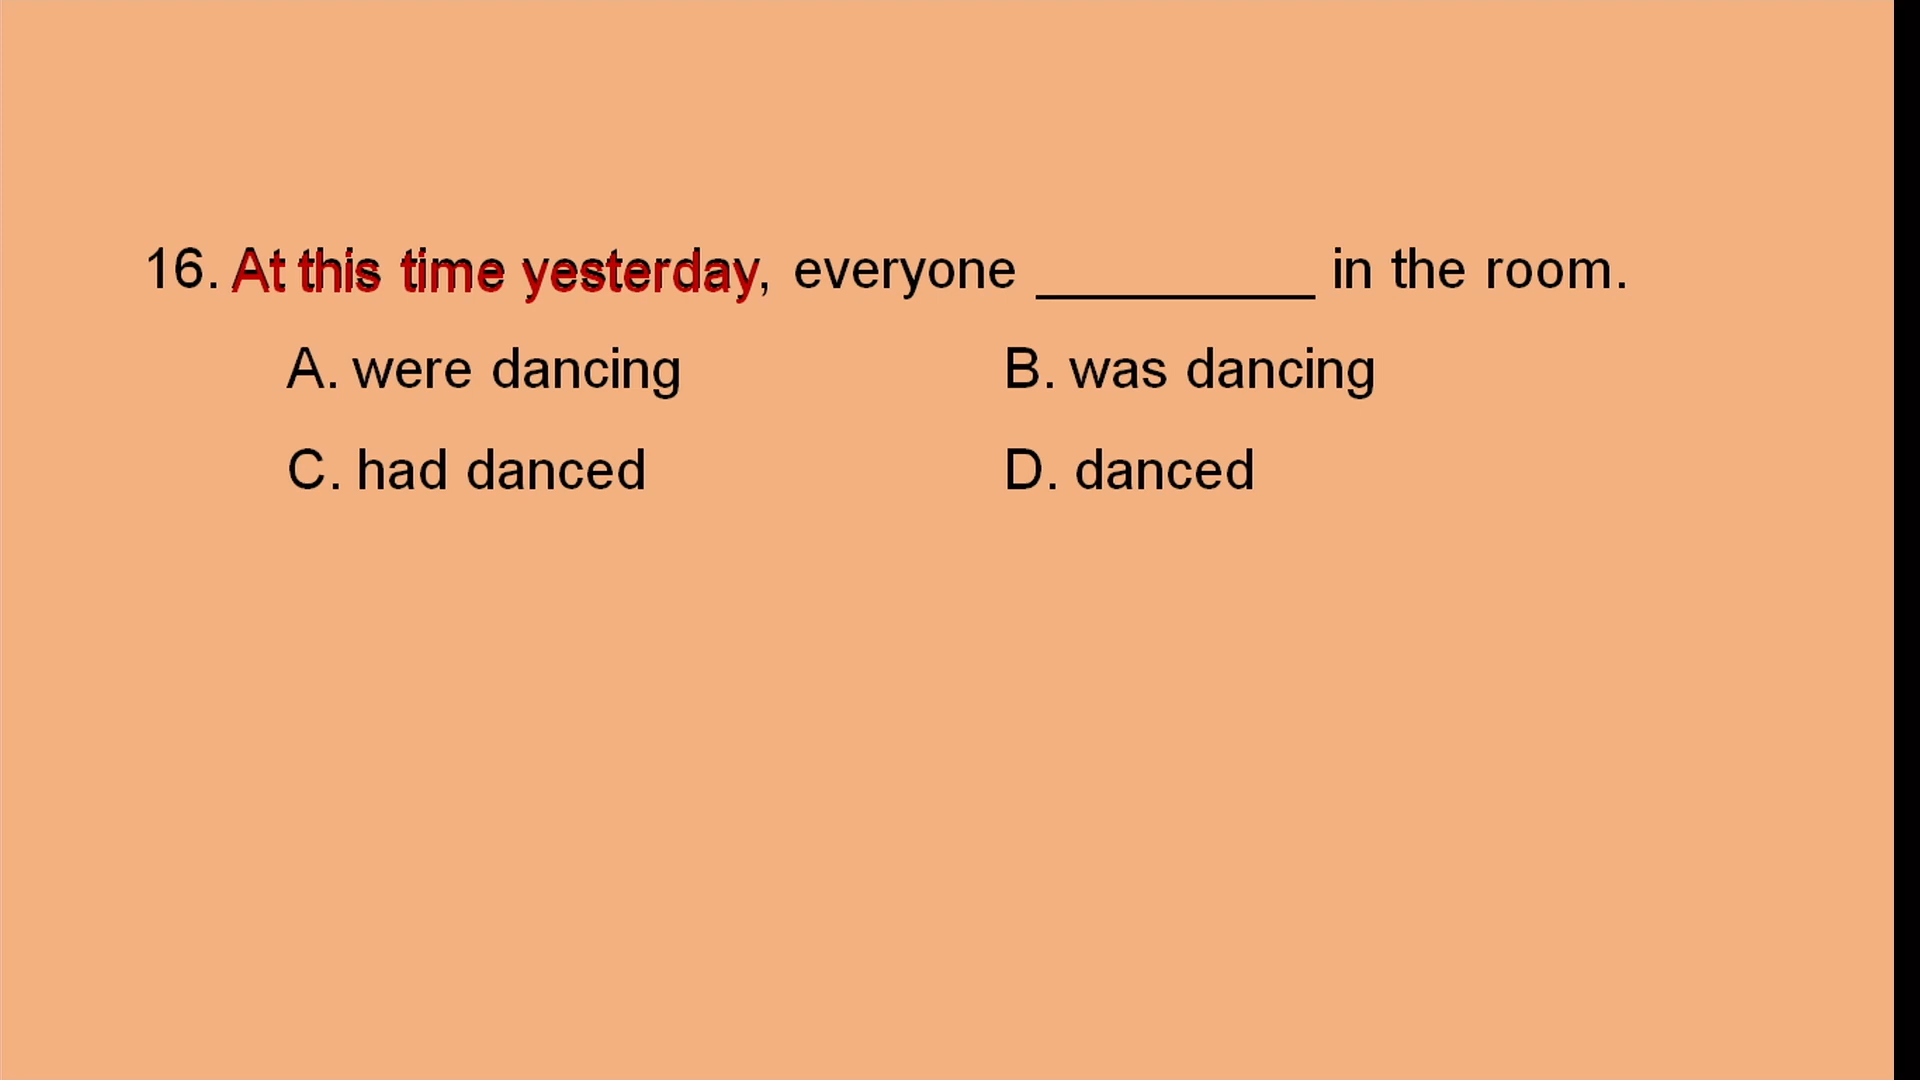 16. At this time yesterday, everyone __________ in the room.
A. were dancing B. was dancing
C. had danced D. danced